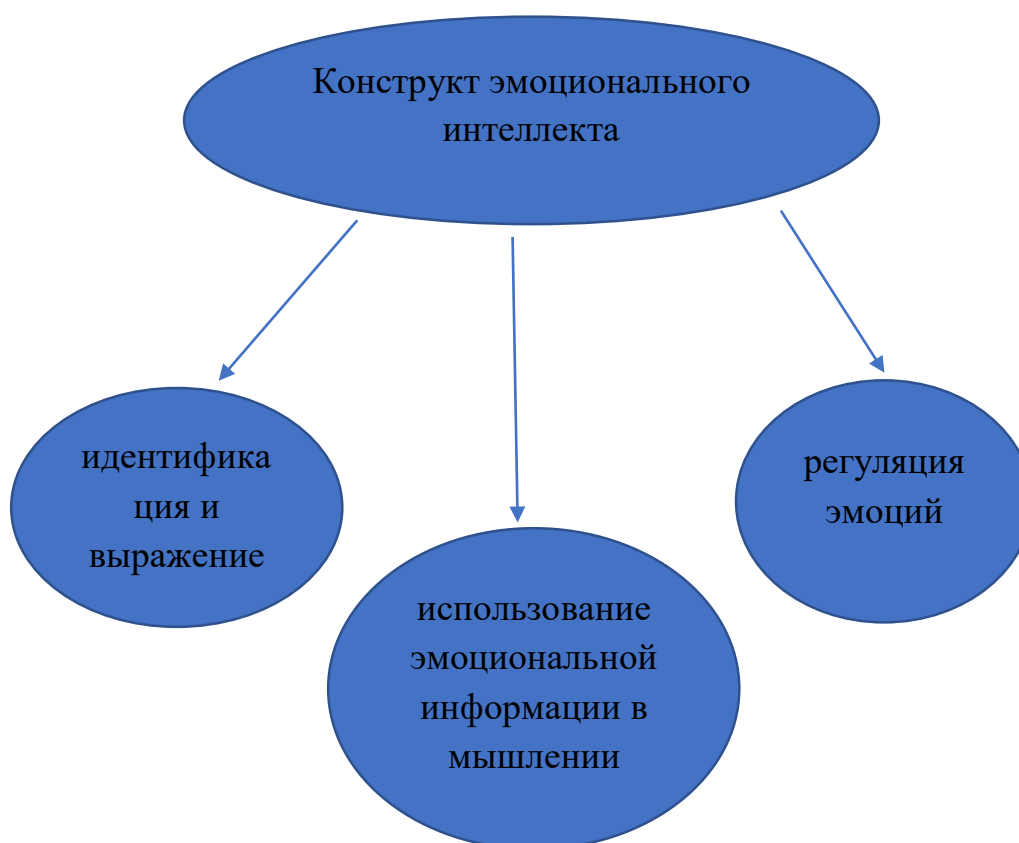 Конструкт эмоционального
интеллекта
идентифика
ция и
выражение
использование
эмоциональной
информации в
мышлении
регуляция
эмоций